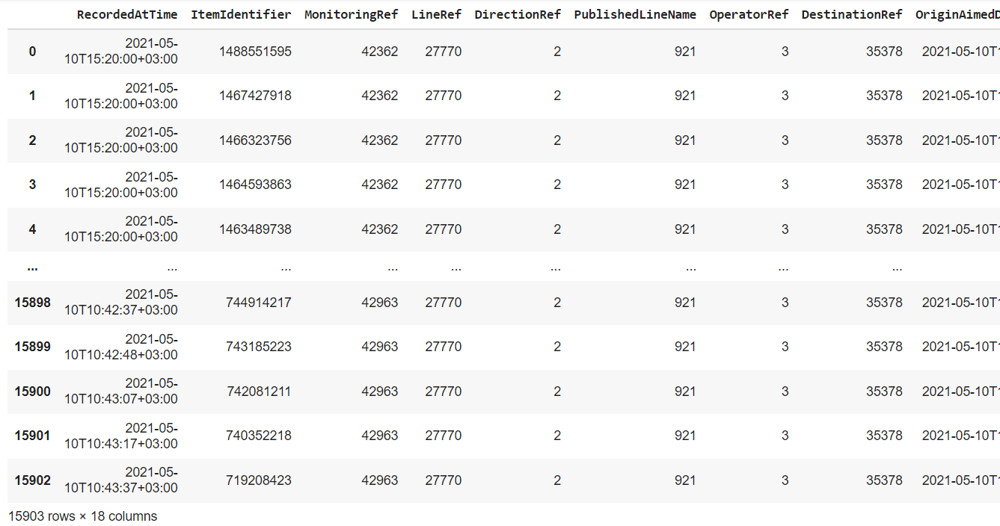 RecordedAtTime ItemIdentifier MonitoringRef LineRef DirectionRef PublishedLineName OperatorRef DestinationRef OriginAimedD
0 2021-05-10T15:20:00+03:00 1488551595 42362 27770 2 921 3 35378 2021-05-10T1
1 2021-05-10T15:20:00+03:00 1467427918 42362 27770 2 921 3 35378 2021-05-10T1
2 2021-05-10T15:20:00+03:00 1466323756 42362 27770 2 921 3 35378 2021-05-10T1
3 2021-05-10T15:20:00+03:00 1464593863 42362 27770 2 921 3 35378 2021-05-10T1
4 2021-05-10T15:20:00+03:00 1463489738 42362 27770 2 921 3 35378 2021-05-10T1
... ... ... ... ... ... ... ... ...
15898 2021-05-10T10:42:37+03:00 744914217 42963 27770 2 921 3 35378 2021-05-10T1
15899 2021-05-10T10:42:48+03:00 743185223 42963 27770 2 921 3 35378 2021-05-10T1
15900 2021-05-10T10:43:07+03:00 742081211 42963 27770 2 921 3 35378 2021-05-10T1
15901 2021-05-10T10:43:17+03:00 740352218 42963 27770 2 921 3 35378 2021-05-10T1
15902 2021-05-10T10:43:37+03:00 719208423 42963 27770 2 921 3 35378 2021-05-10T1
15903 rows × 18 columns